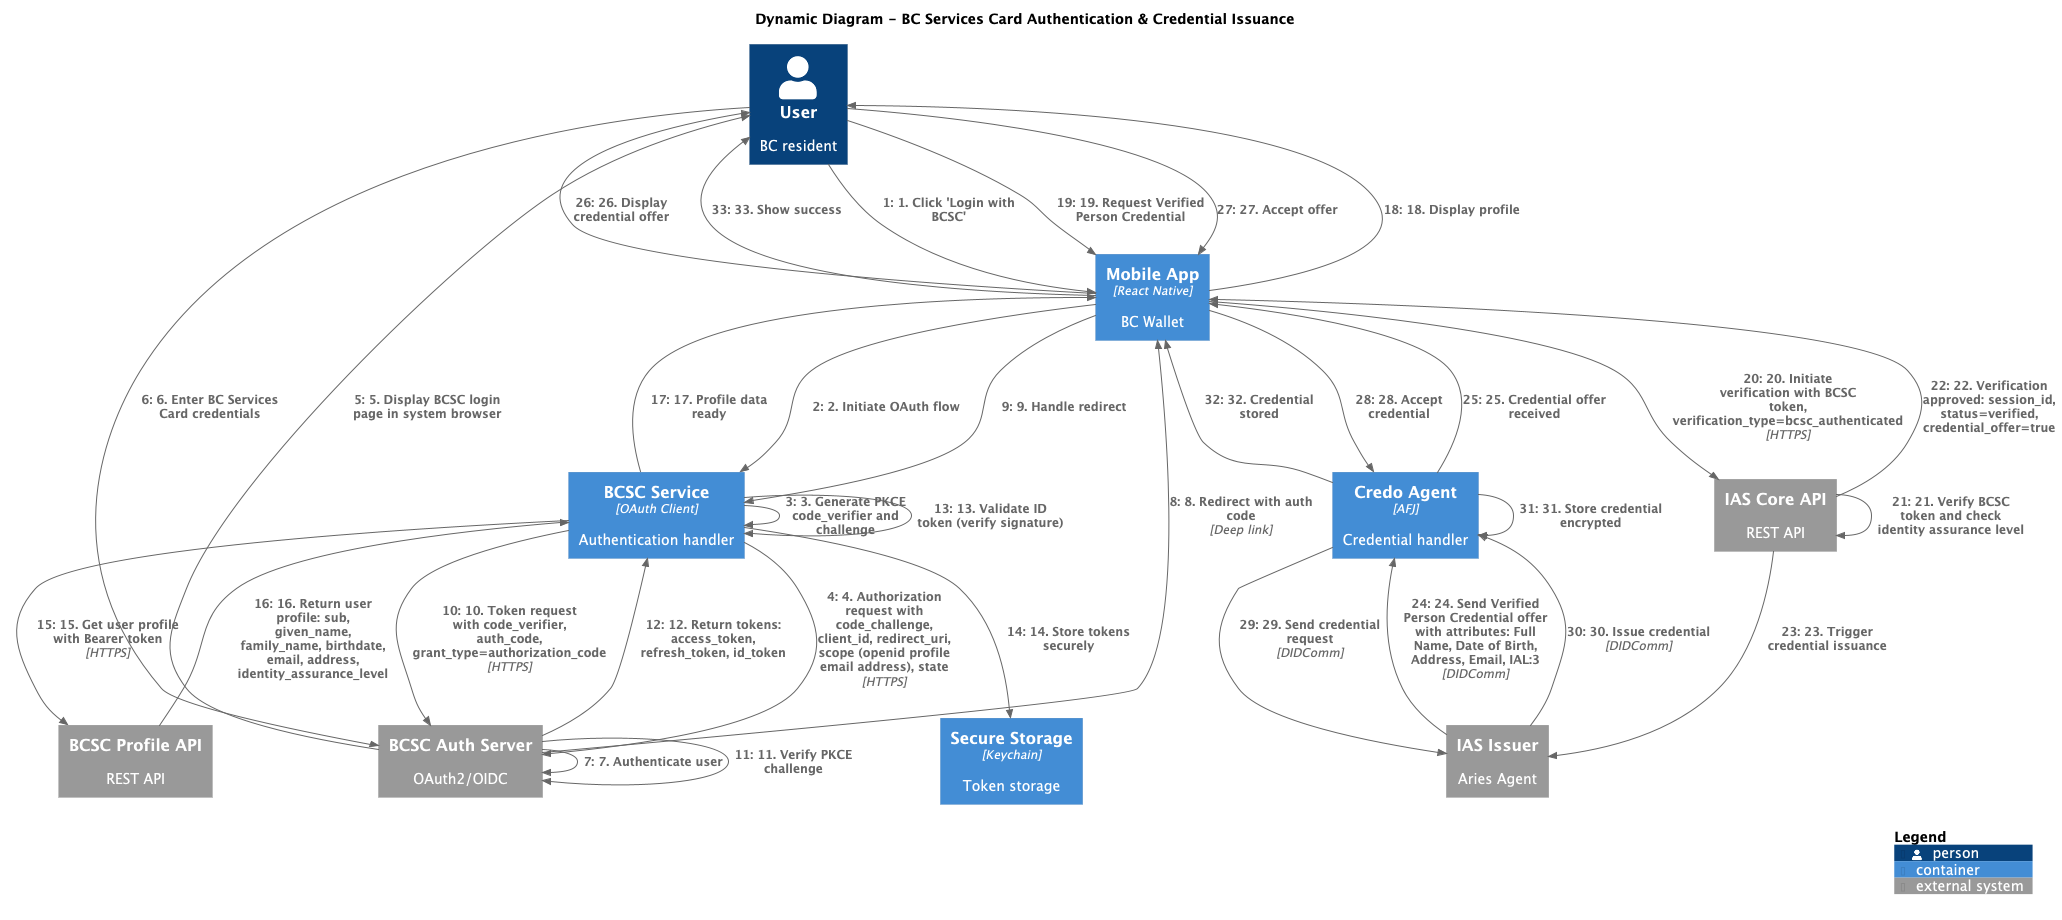 Dynamic Diagram - BC Services Card Authentication & Credential Issuance
User
BC resident
26: 26. Display
credential offer
33: 33. Show success
1: 1. Click 'Login with
BCSC'
19: 19. Request Verified
Person Credential
27: 27. Accept offer
18: 18. Display profile
Mobile App
[React Native]
BC Wallet
6: 6. Enter BC Services
Card credentials
5: 5. Display BCSC login
page in system browser
17: 17. Profile data
ready
2: 2. Initiate OAuth flow
9: 9. Handle redirect
32: 32. Credential
stored
28: 28. Accept
credential
25: 25. Credential offer
received
20: 20. Initiate
verification with BCSC
token,
verification_type=bcsc_authenticated
[HTTPS]
22: 22. Verification
approved: session_id,
status=verified,
credential_offer=true
BCSC Service
[OAuth Client]
Authentication handler
3: 3. Generate PKCE
code_verifier and
challenge
13: 13. Validate ID
token (verify signature)
8: 8. Redirect with auth
code
[Deep link]
Credo Agent
[AFJ]
Credential handler
31: 31. Store credential
encrypted
IAS Core API
REST API
21: 21. Verify BCSC
token and check
identity assurance level
15: 15. Get user profile
with Bearer token
[HTTPS]
16: 16. Return user
profile: sub,
given_name,
family_name, birthdate,
email, address,
identity_assurance_level
10: 10. Token request
with code_verifier,
auth_code,
grant_type=authorization_code
[HTTPS]
12: 12. Return tokens:
access_token,
refresh_token, id_token
4: 4. Authorization
request with
code_challenge,
client_id, redirect_uri,
scope (openid profile
email address), state
[HTTPS]
14: 14. Store tokens
securely
29: 29. Send credential
request
[DIDComm]
24: 24. Send Verified
Person Credential offer
with attributes: Full
Name, Date of Birth,
Address, Email, IAL:3
[DIDComm]
30: 30. Issue credential
[DIDComm]
23: 23. Trigger
credential issuance
BCSC Profile API
REST API
BCSC Auth Server
OAuth2/OIDC
7: 7. Authenticate user
11: 11. Verify PKCE
challenge
Secure Storage
[Keychain]
Token storage
IAS Issuer
Aries Agent
Legend
person
container
external system